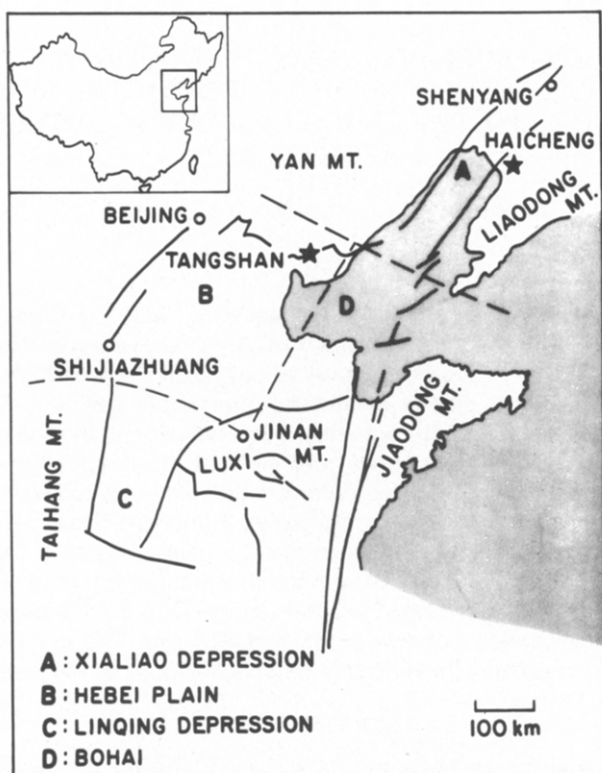 SHENYANG
HAICHENG
A
YAN MT.
LIAODONG
MT.
BEIJING
TANGSHAN
B
D
SHIJIAZHUANG
JINAN
LUXI
MT.
JIAODONG
MT.
TAIHANG MT.
C
A : XIALIAO DEPRESSION
B : HEBEI PLAIN
C : LINQING DEPRESSION
D : BOHAI
100 km